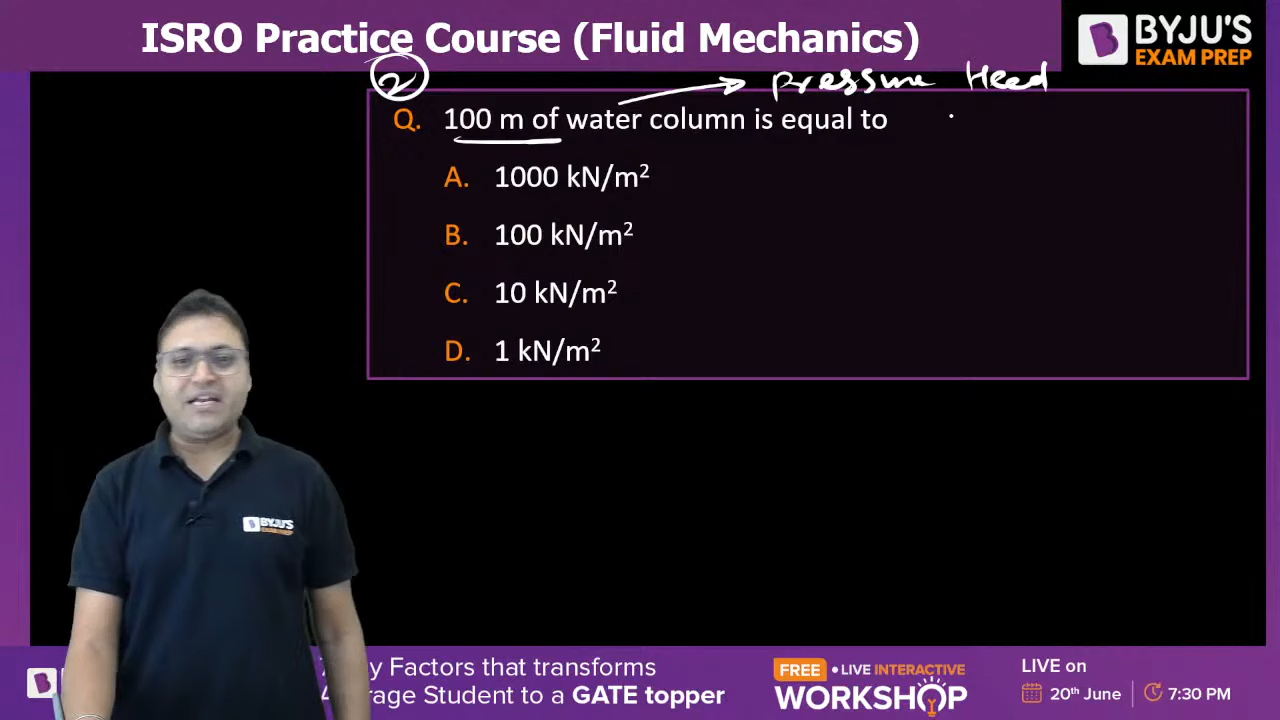 ISRO Practice Course (Fluid Mechanics)
BYJU'S
EXAM PREP
2
pressure Head
Q. 100 m of water column is equal to
A. 1000 kN/m²
B. 100 kN/m²
C. 10 kN/m²
D. 1 kN/m²
BYJU'S
EXAM PREP
Factors that transforms
Student to a GATE topper
FREE • LIVE INTERACTIVE
WORKSHOP
LIVE on
20th June | 7:30 PM